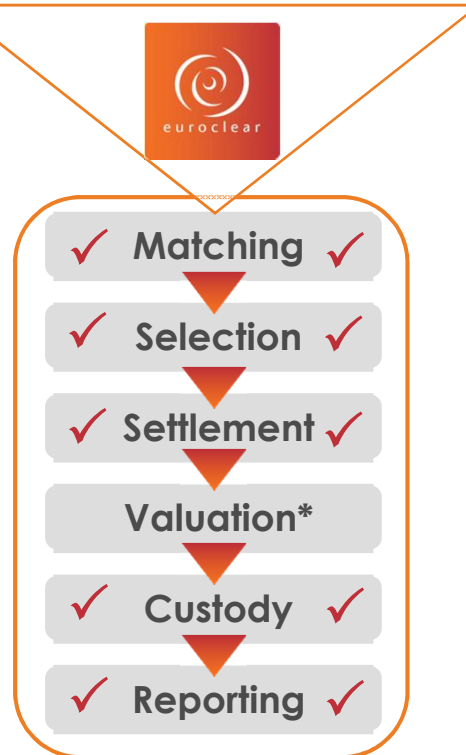 euroclear
Matching
Selection
Settlement
Valuation*
Custody
Reporting